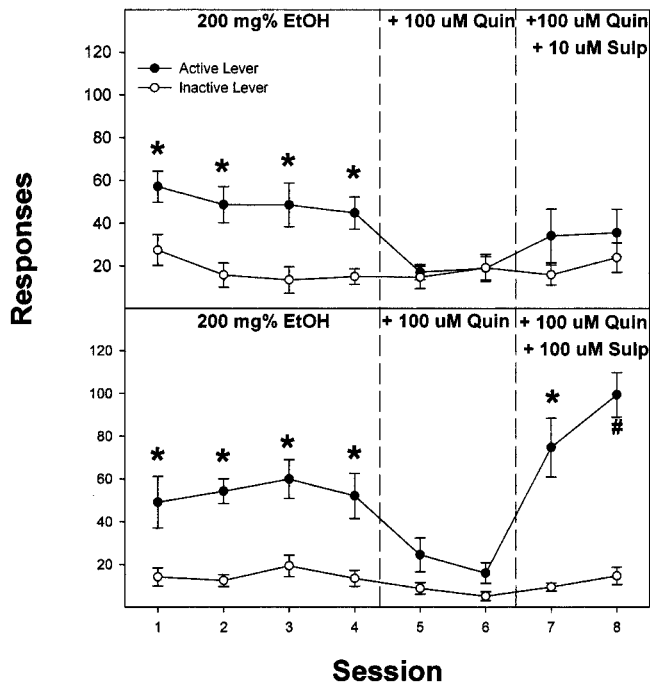 200 mg% EtOH
+ 100 uM Quin
+100 uM Quin
+ 10 uM Sulp
Active Lever
Inactive Lever
120
100
80
60
40
20
* * * *
Responses
200 mg% EtOH
+ 100 uM Quin
+ 100 uM Quin
+ 100 uM Sulp
120
100
80
60
40
20
* * * * *
#
1 2 3 4 5 6 7 8
Session